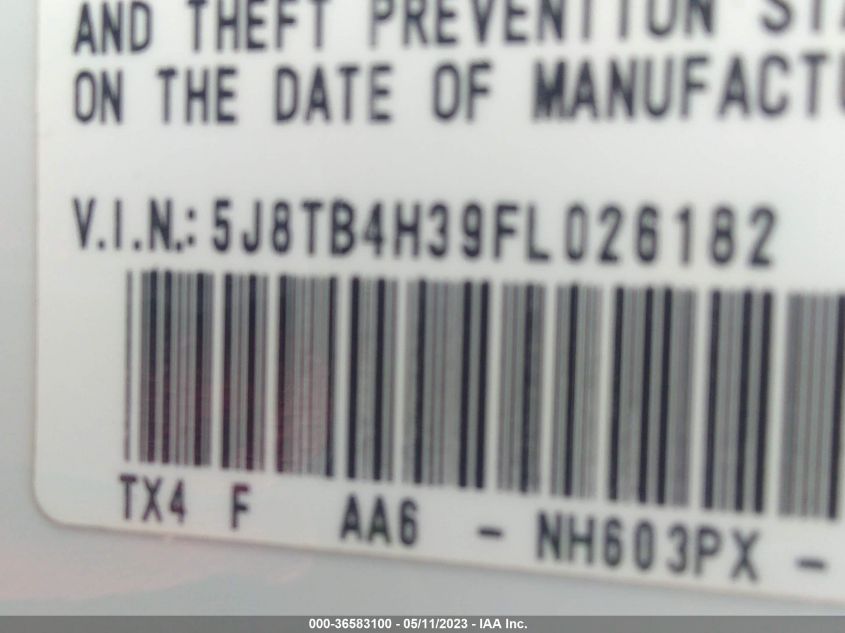 AND THEFT PREVENTION STA
ON THE DATE OF MANUFACTU
V.I.N.: 5J8TB4H39FL026182
TX4 F AA6 - NH603PX -
000-36583100 - 05/11/2023 - IAA Inc.